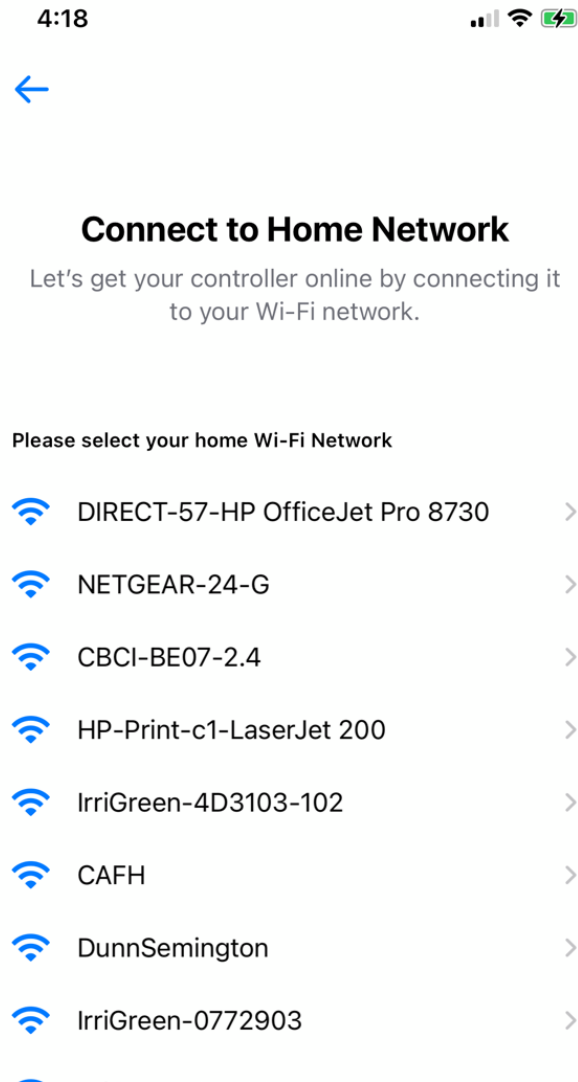 4:18
Connect to Home Network
Let's get your controller online by connecting it
to your Wi-Fi network.
Please select your home Wi-Fi Network
DIRECT-57-HP OfficeJet Pro 8730
NETGEAR-24-G
CBCI-BE07-2.4
HP-Print-c1-LaserJet 200
IrriGreen-4D3103-102
CAFH
DunnSemington
IrriGreen-0772903